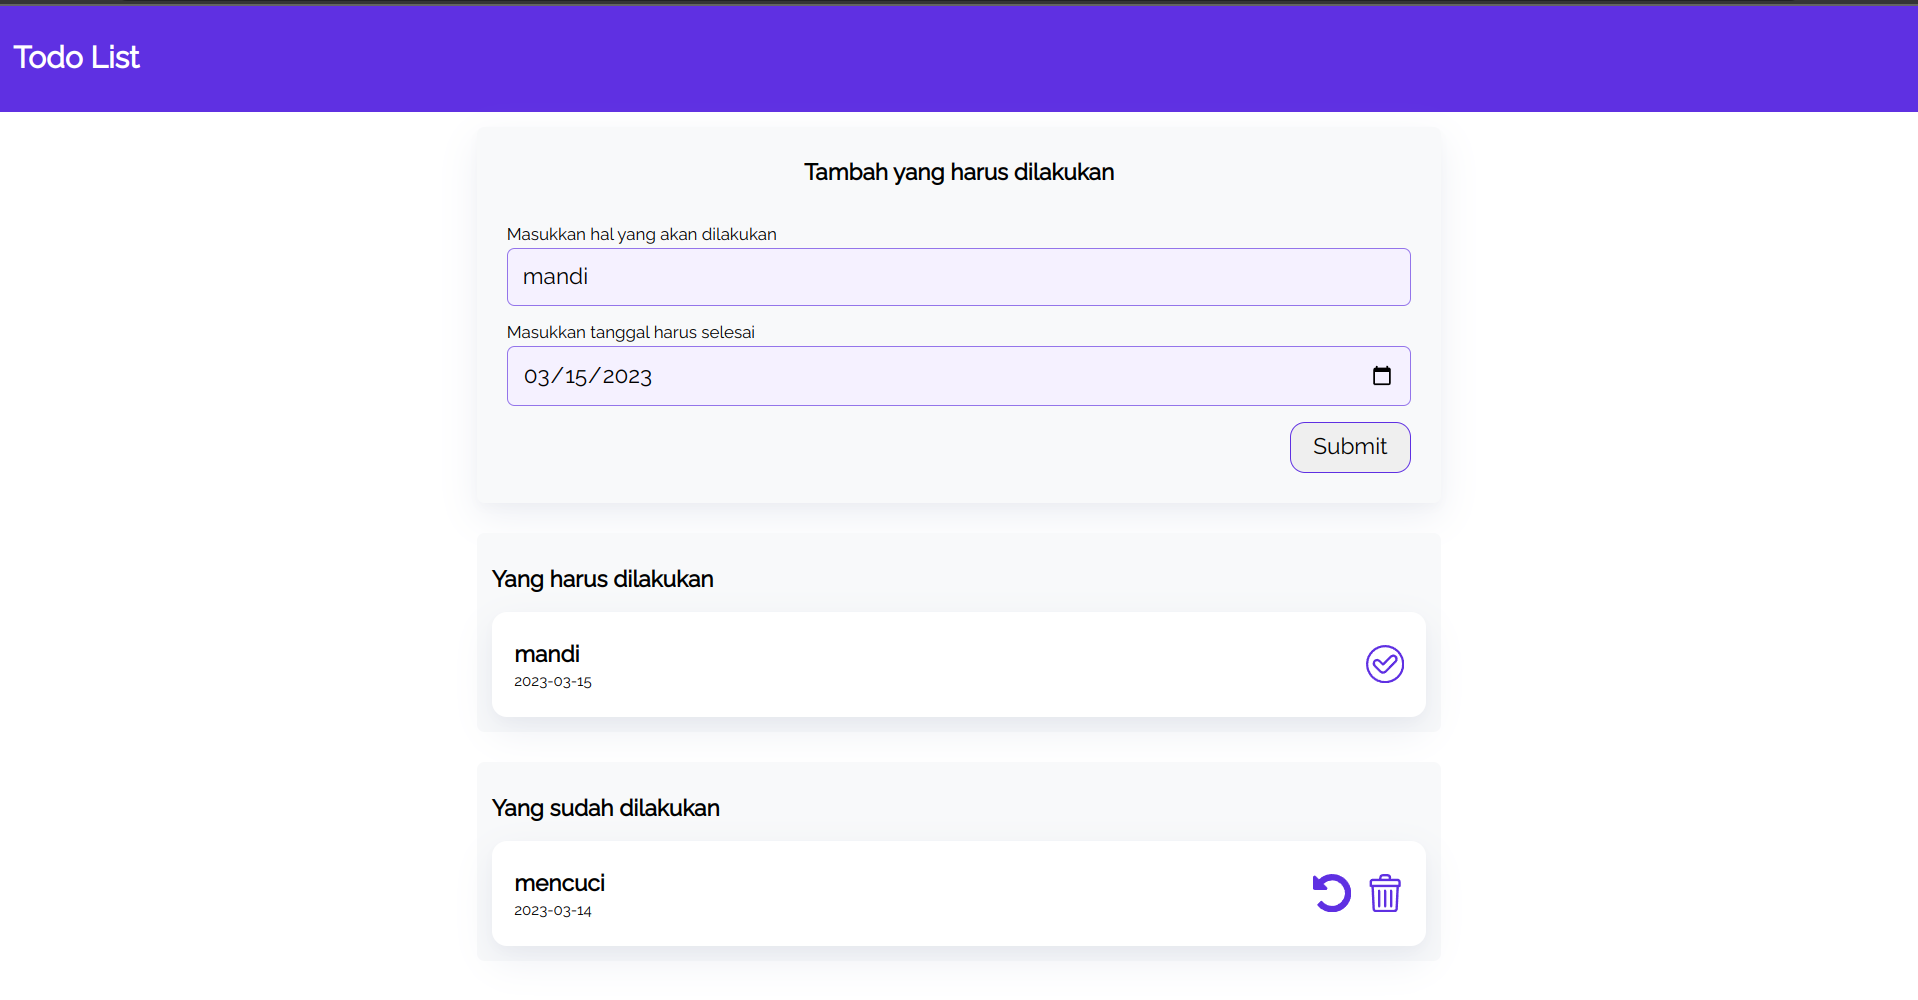 Todo List
Tambah yang harus dilakukan
Masukkan hal yang akan dilakukan
mandi
Masukkan tanggal harus selesai
03/15/2023
Submit
Yang harus dilakukan
mandi
2023-03-15
Yang sudah dilakukan
mencuci
2023-03-14